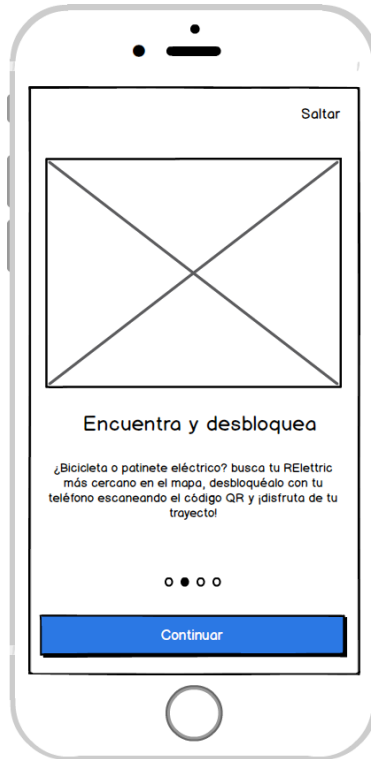 Saltar
Encuentra y desbloquea
¿Bicicleta o patinete eléctrico? busca tu RElettric
más cercano en el mapa, desbloquéalo con tu
teléfono escaneando el código QR y ¡disfruta de tu
trayecto!
Continuar